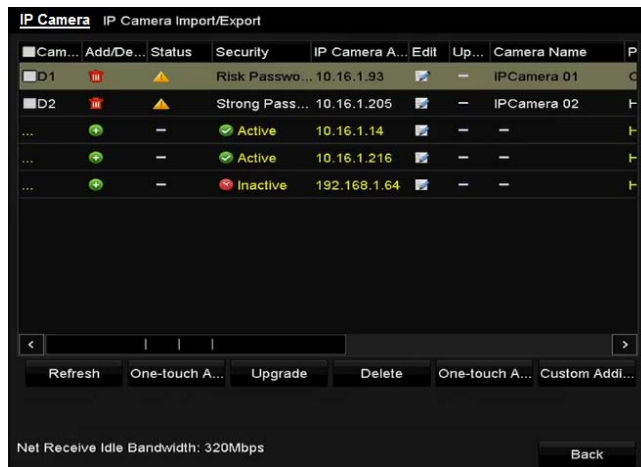 IP Camera IP Camera Import/Export
Cam... Add/De... Status Security IP Camera A... Edit Up... Camera Name P
D1 Risk Passwo... 10.16.1.93 – IPCamera 01 C
D2 Strong Pass... 10.16.1.205 – IPCamera 02 H
... – Active 10.16.1.14 – – H
... – Active 10.16.1.216 – – H
... – Inactive 192.168.1.64 – – H
Refresh One-touch A... Upgrade Delete One-touch A... Custom Addi...
Net Receive Idle Bandwidth: 320Mbps Back